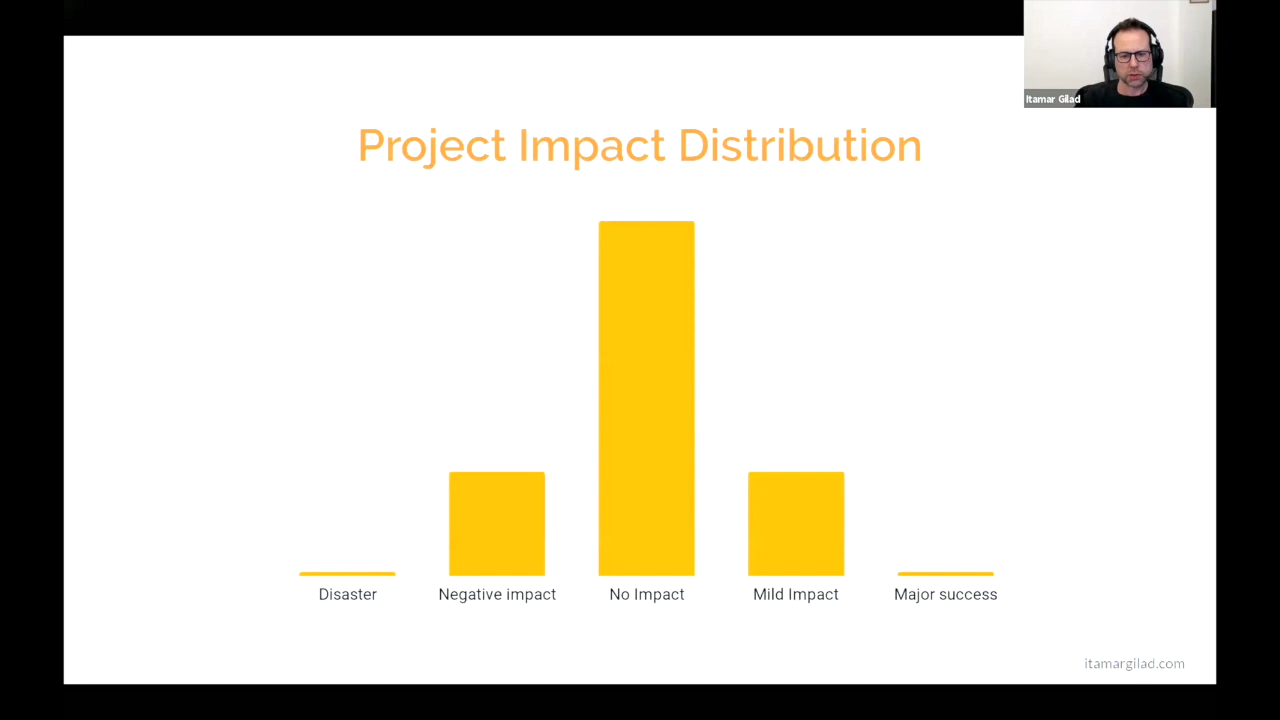 Itamar Gilad
Project Impact Distribution
Disaster
Negative impact
No Impact
Mild Impact
Major success
itamargilad.com